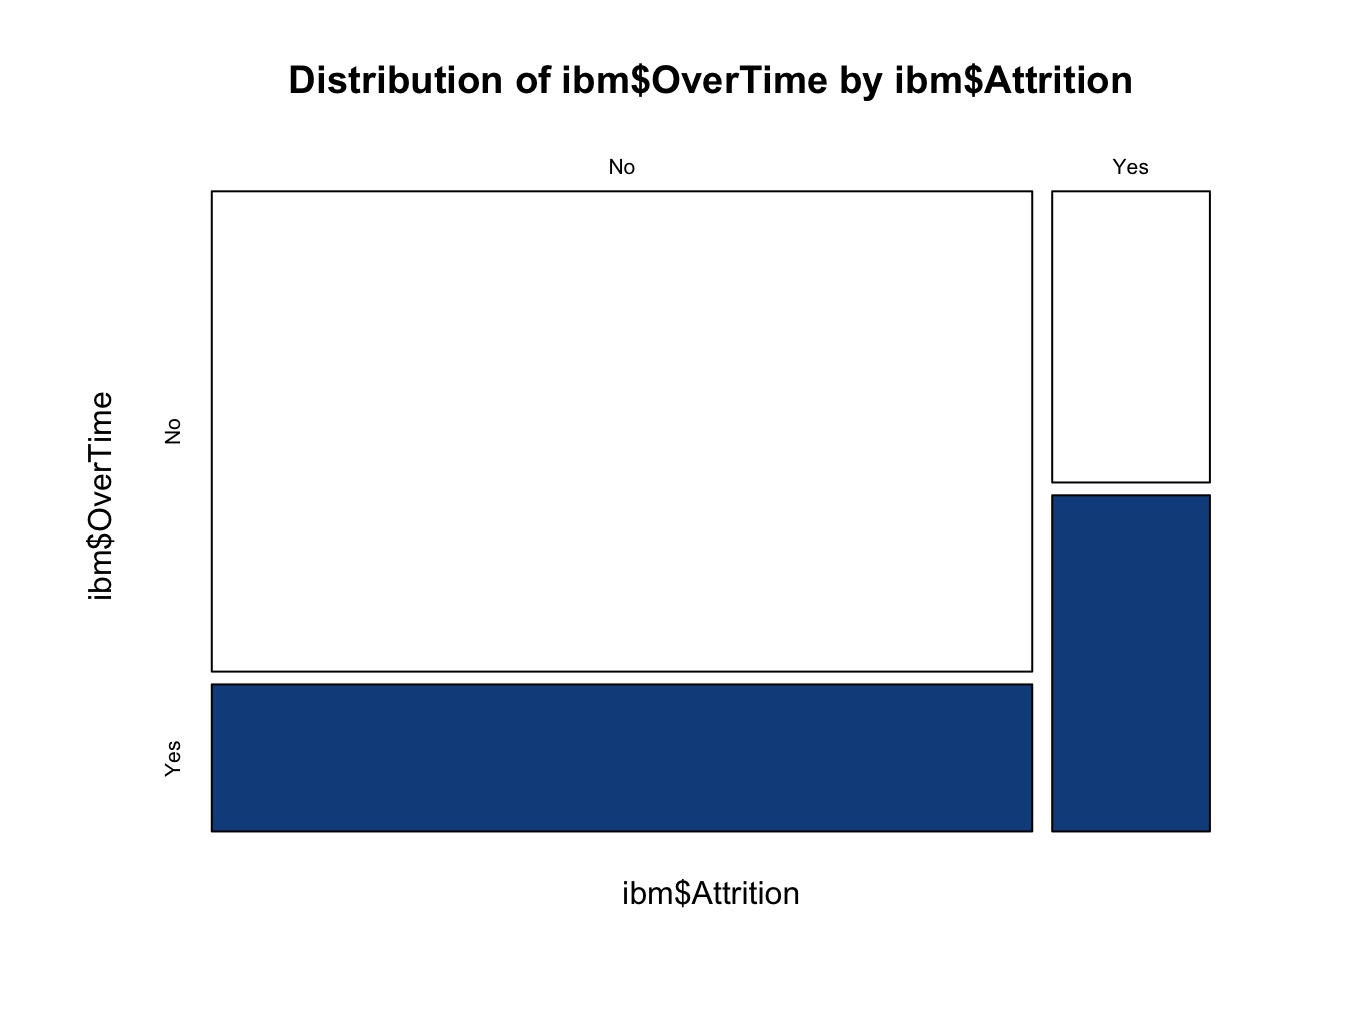 Distribution of ibm$OverTime by ibm$Attrition
No
Yes
ibm$OverTime
No
Yes
ibm$Attrition